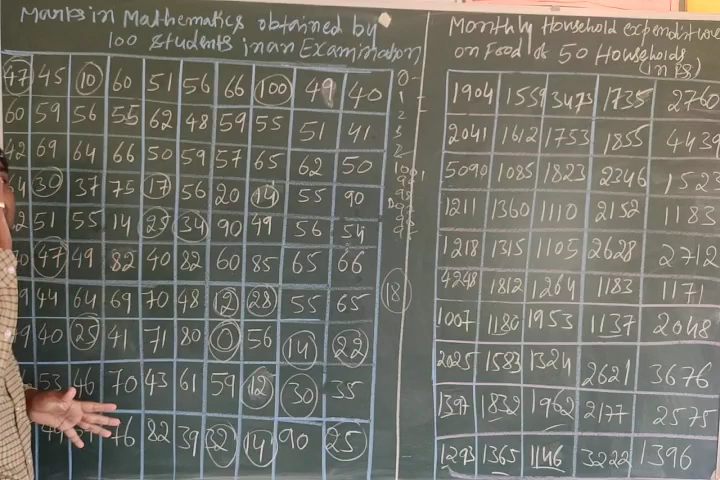 Marks in Mathematics obtained by
100 Students in an Examination
47 45 10 60 51 56 66 100 49 40
60 59 56 55 62 48 59 55 51 41
42 69 64 66 50 59 57 65 62 50
30 37 75 17 56 20 14 55 90
51 55 14 25 34 90 49 56 54
47 49 82 40 82 60 85 65 66
44 64 69 70 48 12 28 55 65
40 25 41 71 80 0 56 14 22
53 46 70 43 61 59 12 30 35
76 82 39 32 14 90 25
18
Monthly Household expenditure
on Food of 50 Households
(in Rs)
1904 1559 3473 1735 2760
2041 1612 1753 1855 4439
5090 1085 1823 2346 1523
1211 1360 1110 2152 1183
1218 1315 1105 2628 2712
4248 1812 1264 1183 1171
1007 1180 1953 1137 2048
2025 1583 1324 2621 3676
1397 1832 1962 2177 2575
1293 1365 1146 3222 1396